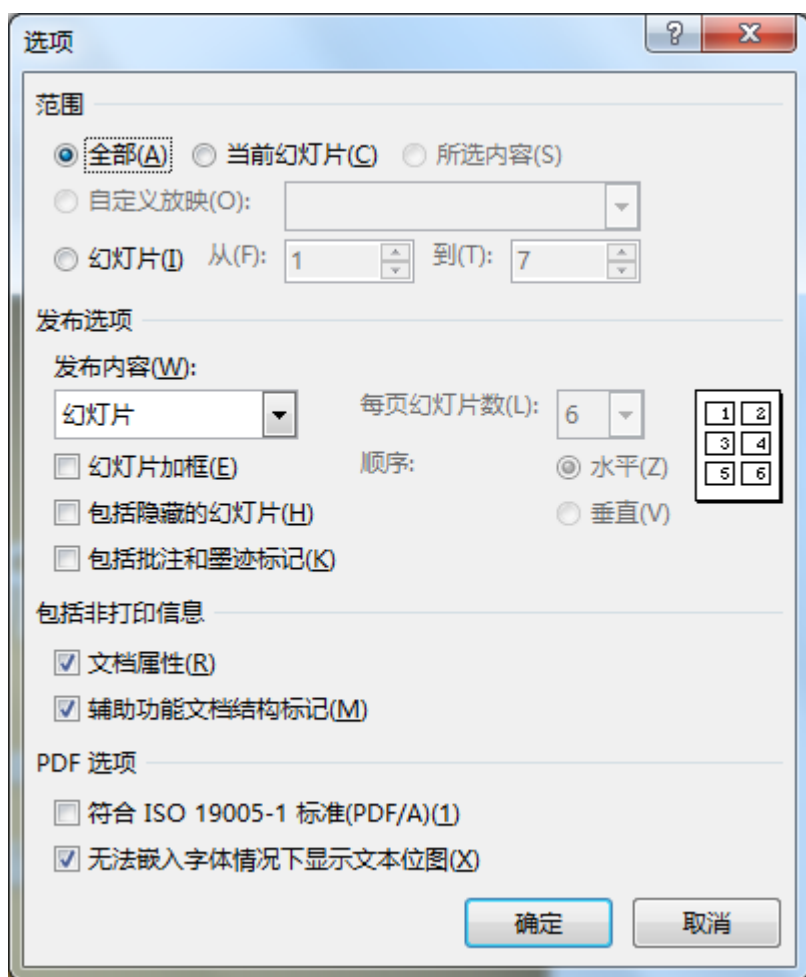 选项
范围
全部(A) 当前幻灯片(C) 所选内容(S)
自定义放映(O):
幻灯片(I) 从(F): 1 到(T): 7
发布选项
发布内容(W):
幻灯片 每页幻灯片数(L): 6
幻灯片加框(E) 顺序: 水平(Z)
包括隐藏的幻灯片(H) 垂直(V)
包括批注和墨迹标记(K)
1 2
3 4
5 6
包括非打印信息
文档属性(R)
辅助功能文档结构标记(M)
PDF 选项
符合 ISO 19005-1 标准(PDF/A)(1)
无法嵌入字体情况下显示文本位图(X)
确定 取消